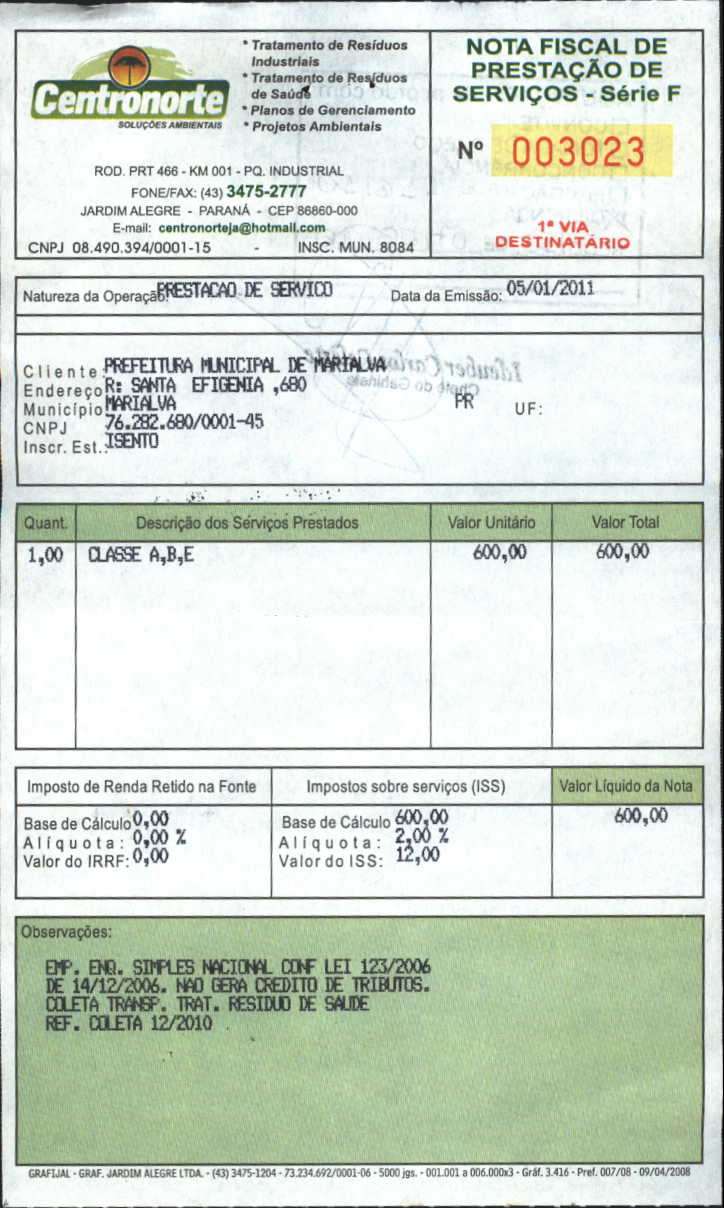 Centronorte
SOLUÇÕES AMBIENTAIS
* Tratamento de Resíduos
Industriais
* Tratamento de Resíduos
de Saúde
* Planos de Gerenciamento
* Projetos Ambientais
ROD. PRT 466 - KM 001 - PQ. INDUSTRIAL
FONE/FAX: (43) 3475-2777
JARDIM ALEGRE - PARANÁ - CEP 86860-000
E-mail: centronorteja@hotmail.com
CNPJ 08.490.394/0001-15 - INSC. MUN. 8084
NOTA FISCAL DE
PRESTAÇÃO DE
SERVIÇOS - Série F
Nº 003023
1ª VIA
DESTINATÁRIO
Natureza da Operação: PRESTACAO DE SERVICO Data da Emissão: 05/01/2011
Cliente PREFEITURA MUNICIPAL DE MARIALVA
Endereço R: SANTA EFIGENIA ,680
Município MARIALVA PR UF:
CNPJ 76.282.680/0001-45
Inscr. Est.: ISENTO
Quant. Descrição dos Serviços Prestados Valor Unitário Valor Total
1,00 CLASSE A,B,E 600,00 600,00
Imposto de Renda Retido na Fonte Impostos sobre serviços (ISS) Valor Líquido da Nota
Base de Cálculo 0,00 Base de Cálculo 600,00 600,00
Alíquota: 0,00 % Alíquota: 2,00 %
Valor do IRRF: 0,00 Valor do ISS: 12,00
Observações:
EMP. ENQ. SIMPLES NACIONAL CONF LEI 123/2006
DE 14/12/2006. NAO GERA CREDITO DE TRIBUTOS.
COLETA TRANSP. TRAT. RESIDUO DE SAUDE
REF. COLETA 12/2010
GRAFIJAL - GRAF. JARDIM ALEGRE LTDA. - (43) 3475-1204 - 73.234.692/0001-06 - 5000 jgs. - 001.001 a 006.000x3 - Gráf. 3.416 - Pref. 007/08 - 09/04/2008